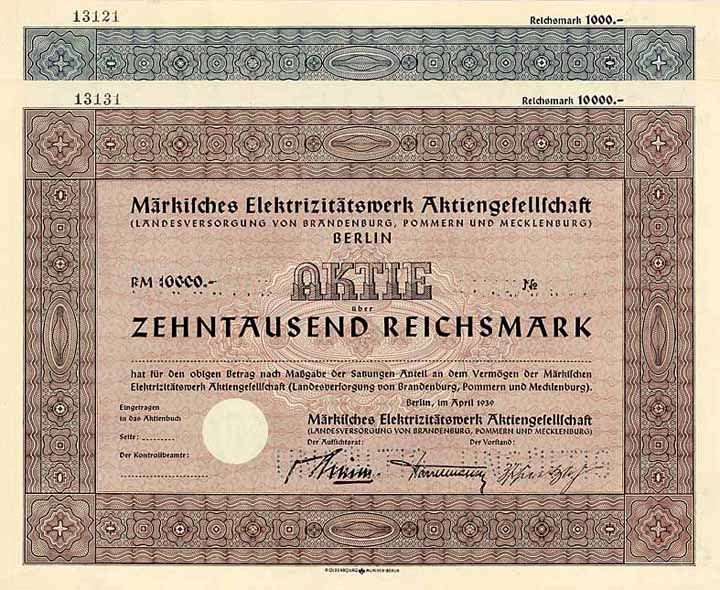 13121 Reichsmark 1000.-
13131 Reichsmark 10000.-
Märkisches Elektrizitätswerk Aktiengesellschaft
(LANDESVERSORGUNG VON BRANDENBURG, POMMERN UND MECKLENBURG)
BERLIN
RM 10000.- AKTIE №
über
ZEHNTAUSEND REICHSMARK
hat für den obigen Betrag nach Maßgabe der Satzungen Anteil an dem Vermögen der Märkischen
Elektrizitätswerk Aktiengesellschaft (Landesversorgung von Brandenburg, Pommern und Mecklenburg).
Berlin, im April 1939
Eingetragen
in das Aktienbuch
Seite:
Der Kontrollbeamte:
Märkisches Elektrizitätswerk Aktiengesellschaft
(LANDESVERSORGUNG VON BRANDENBURG, POMMERN UND MECKLENBURG)
Der Aufsichtsrat: Der Vorstand:
R. OLDENBOURG MÜNCHEN-BERLIN